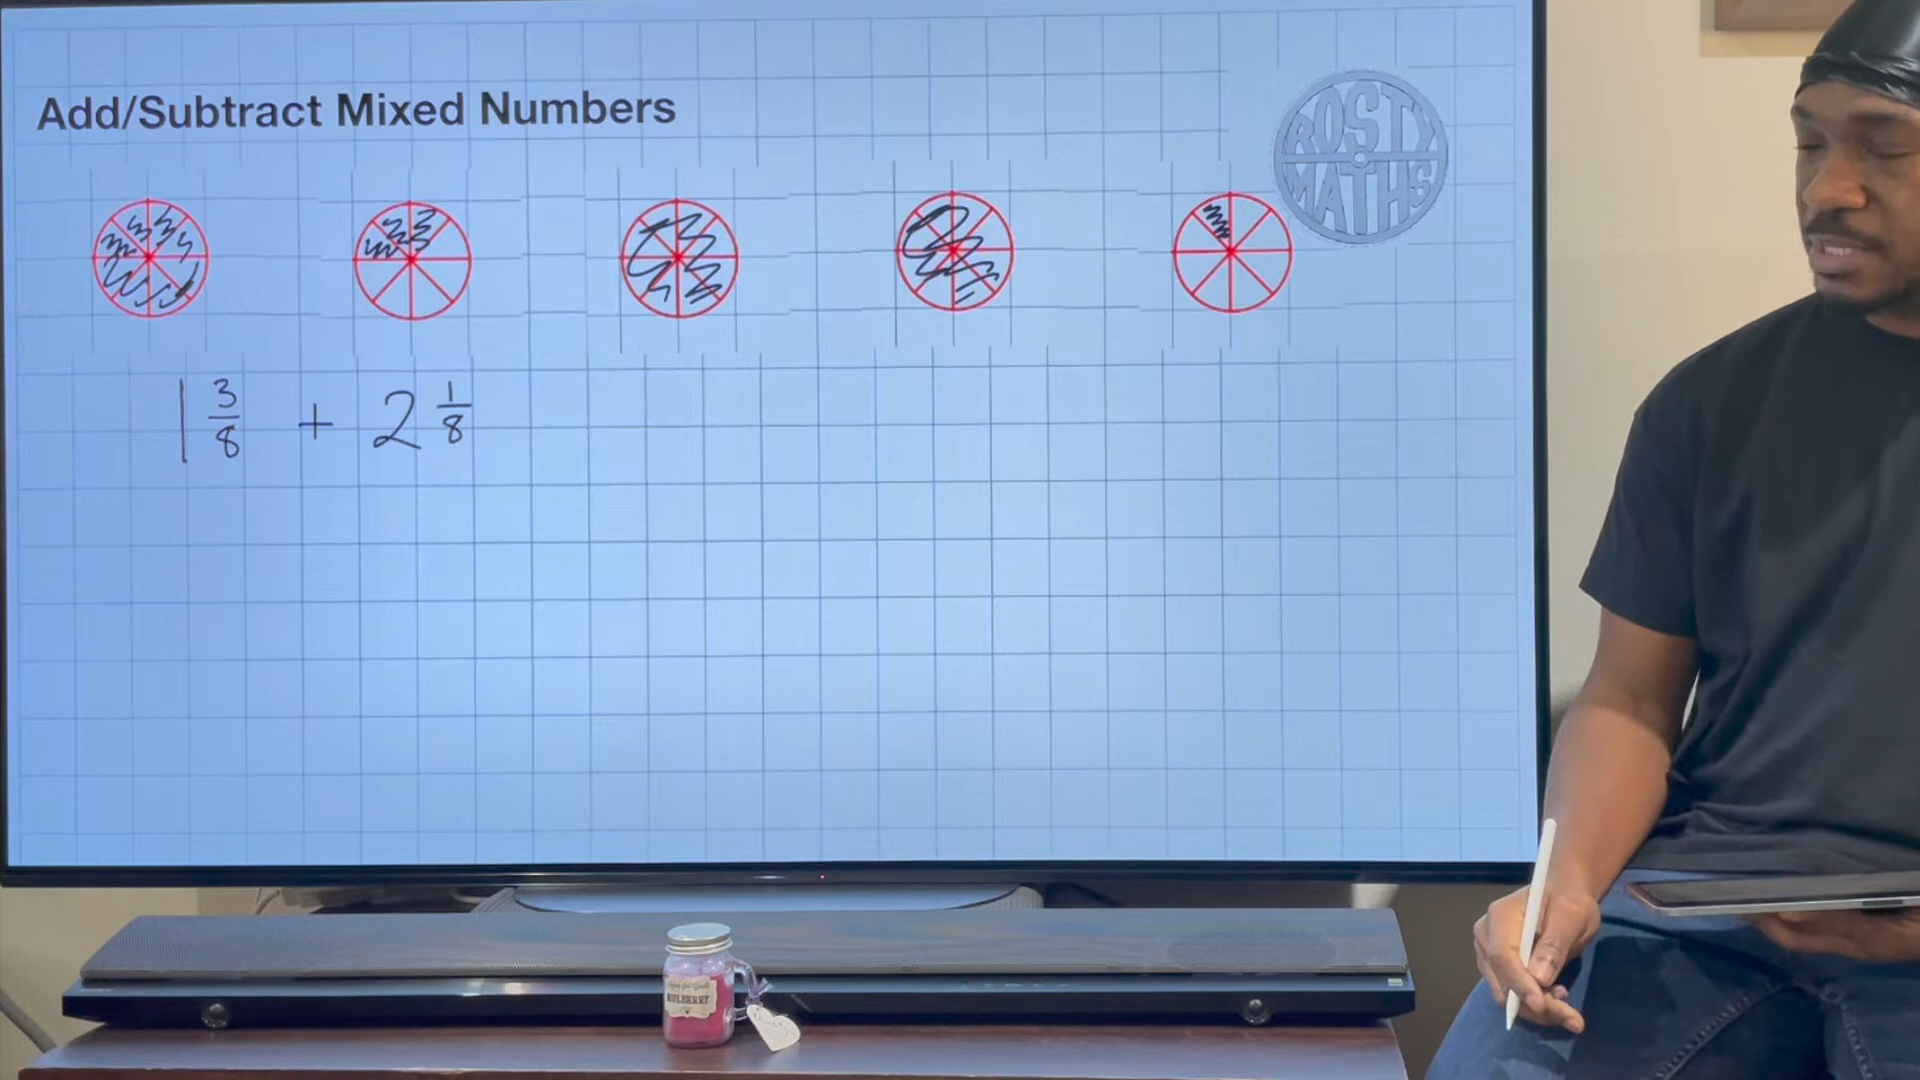 Add/Subtract Mixed Numbers
ROSTY
MATHS
1 3/8 + 2 1/8
MULBERRY